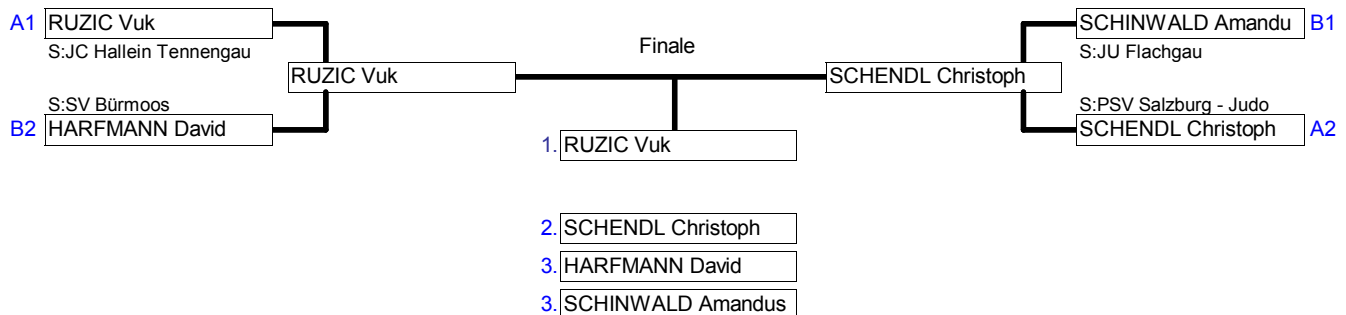 A1 RUZIC Vuk
S:JC Hallein Tennengau
RUZIC Vuk
S:SV Bürmoos
B2 HARFMANN David
Finale
SCHINWALD Amandu B1
S:JU Flachgau
SCHENDL Christoph
S:PSV Salzburg - Judo
SCHENDL Christoph A2
1. RUZIC Vuk
2. SCHENDL Christoph
3. HARFMANN David
3. SCHINWALD Amandus